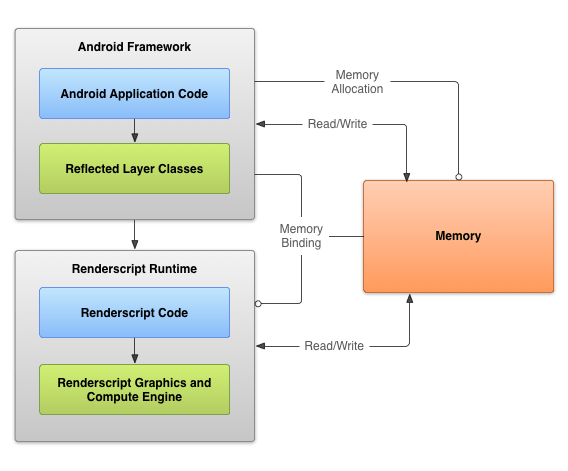 Android Framework
Android Application Code
Reflected Layer Classes
Memory
Allocation
Read/Write
Memory
Binding
Memory
Renderscript Runtime
Renderscript Code
Renderscript Graphics and
Compute Engine
Read/Write